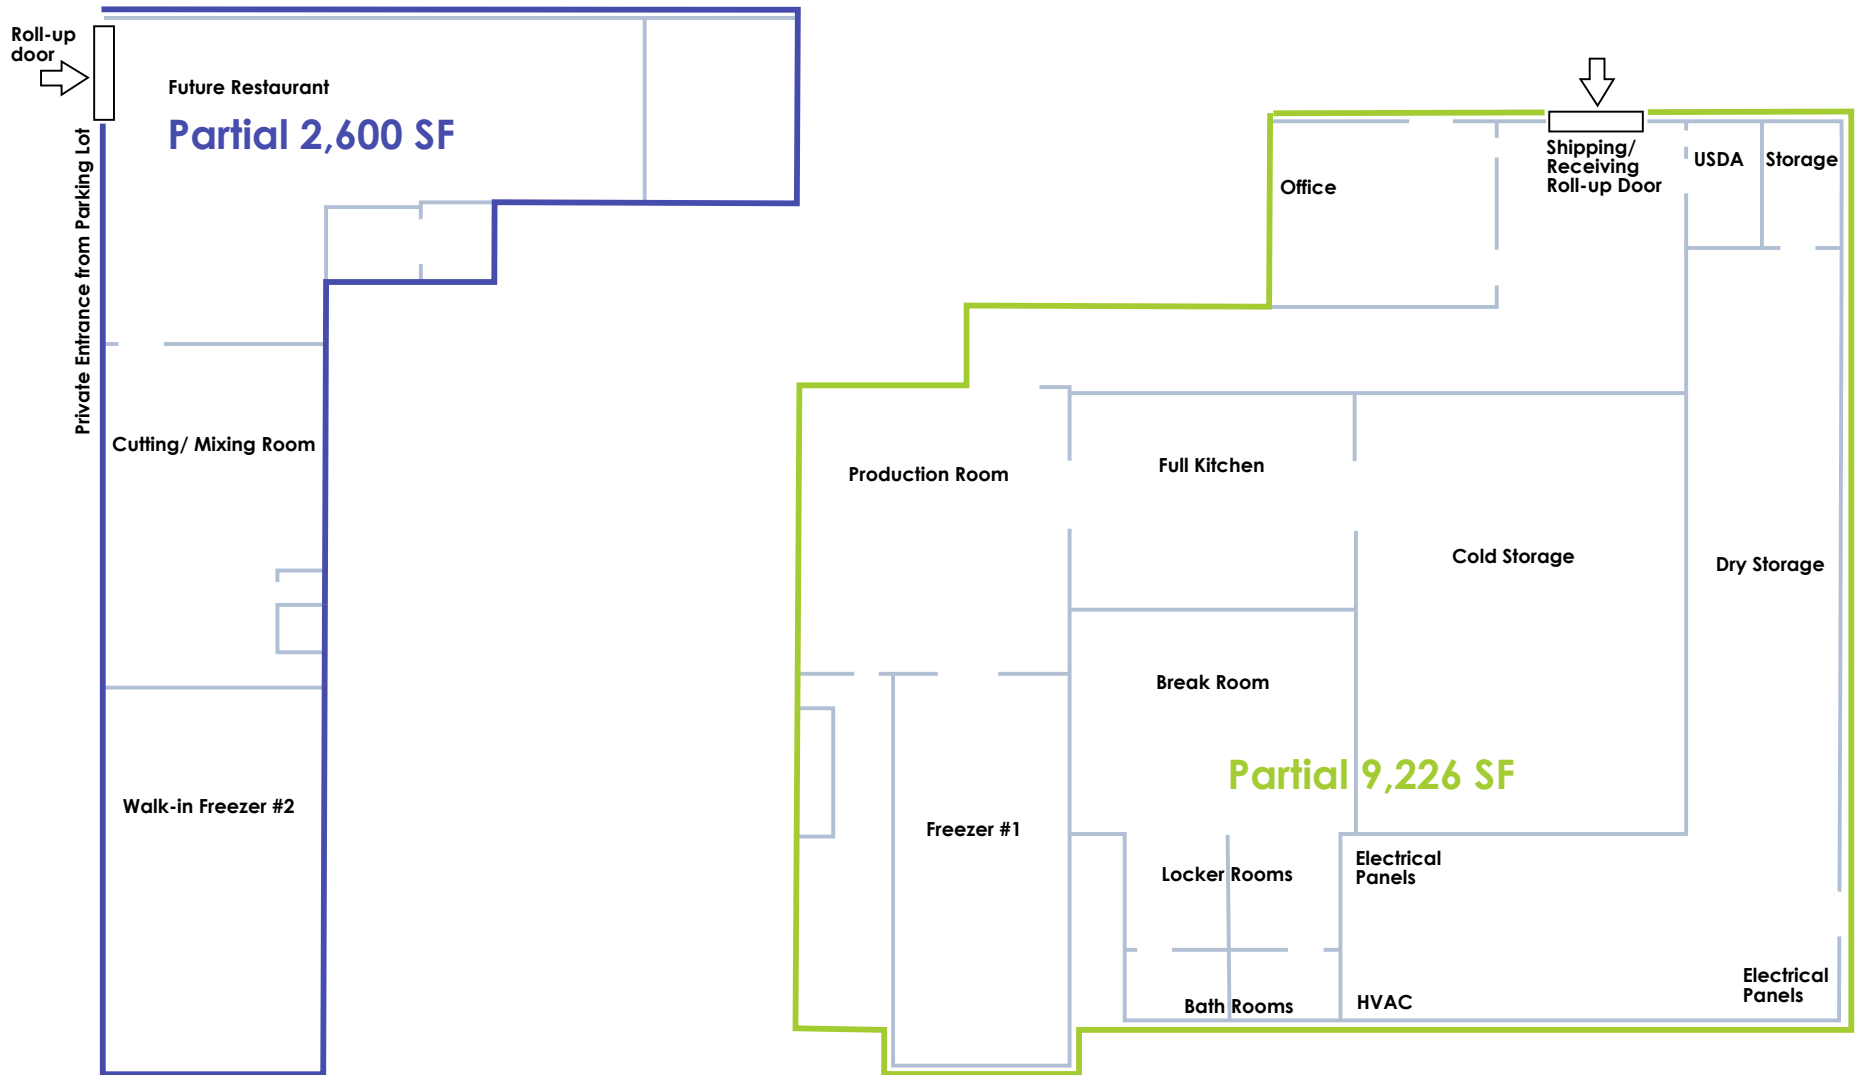 Roll-up
door
Future Restaurant
Partial 2,600 SF
Private Entrance from Parking Lot
Cutting/ Mixing Room
Walk-in Freezer #2
Shipping/
Receiving
Roll-up Door
USDA
Storage
Office
Production Room
Full Kitchen
Cold Storage
Dry Storage
Break Room
Partial 9,226 SF
Freezer #1
Locker Rooms
Electrical
Panels
Bath Rooms
HVAC
Electrical
Panels